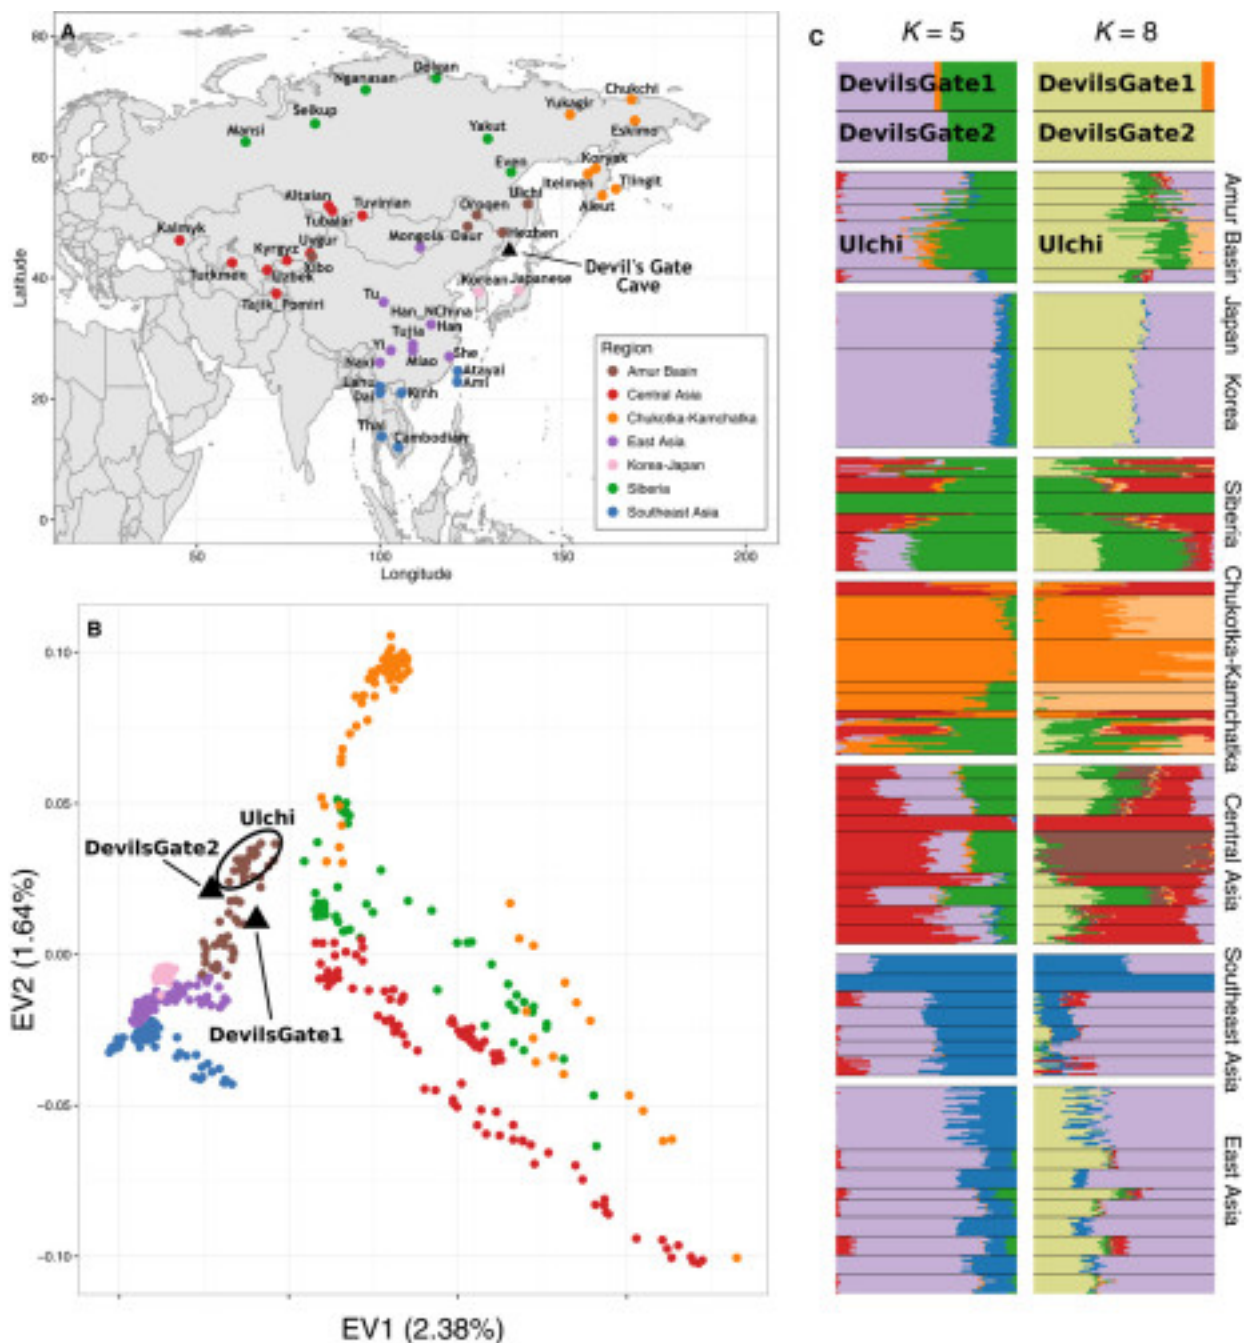 A
80
60
40
20
0
Latitude
50
100
150
200
Longitude
Dolgan
Nganasan
Chukchi
Selkup
Yukagir
Mansi
Yakut
Eskimo
Even
Koryak
Itelmen
Tlingit
Ulchi
Aleut
Altaian
Tuvinian
Oroqen
Tubalar
Kalmyk
Mongola
Daur
Hezhen
Uygur
Kyrgyz
Xibo
Turkmen
Uzbek
Devil's Gate
Cave
Korean
Japanese
Tajik_Pomiri
Tu
Han_NChina
Han
Tujia
Yi
Miao
She
Naxi
Atayal
Ami
Lahu
Kinh
Dai
Thai
Cambodian
Region
Amur Basin
Central Asia
Chukotka-Kamchatka
East Asia
Korea-Japan
Siberia
Southeast Asia
B
0.10
0.05
0.00
−0.05
−0.10
EV2 (1.64%)
Ulchi
DevilsGate2
DevilsGate1
EV1 (2.38%)
C
K = 5
K = 8
DevilsGate1
DevilsGate1
DevilsGate2
DevilsGate2
Ulchi
Ulchi
Amur Basin
Japan
Korea
Siberia
Chukotka-Kamchatka
Central Asia
Southeast Asia
East Asia